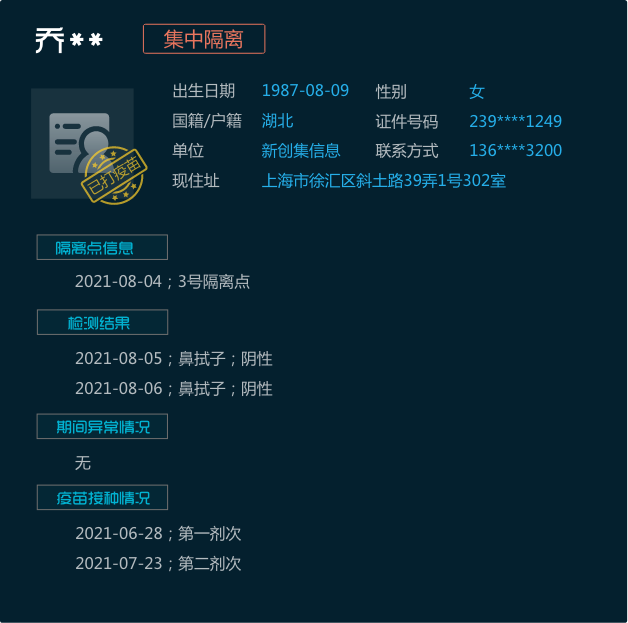 乔** 集中隔离
出生日期 1987-08-09 性别 女
国籍/户籍 湖北 证件号码 239****1249
单位 新创集信息 联系方式 136****3200
现住址 上海市徐汇区斜土路39弄1号302室
已打疫苗
隔离点信息
2021-08-04；3号隔离点
检测结果
2021-08-05；鼻拭子；阴性
2021-08-06；鼻拭子；阴性
期间异常情况
无
疫苗接种情况
2021-06-28；第一剂次
2021-07-23；第二剂次